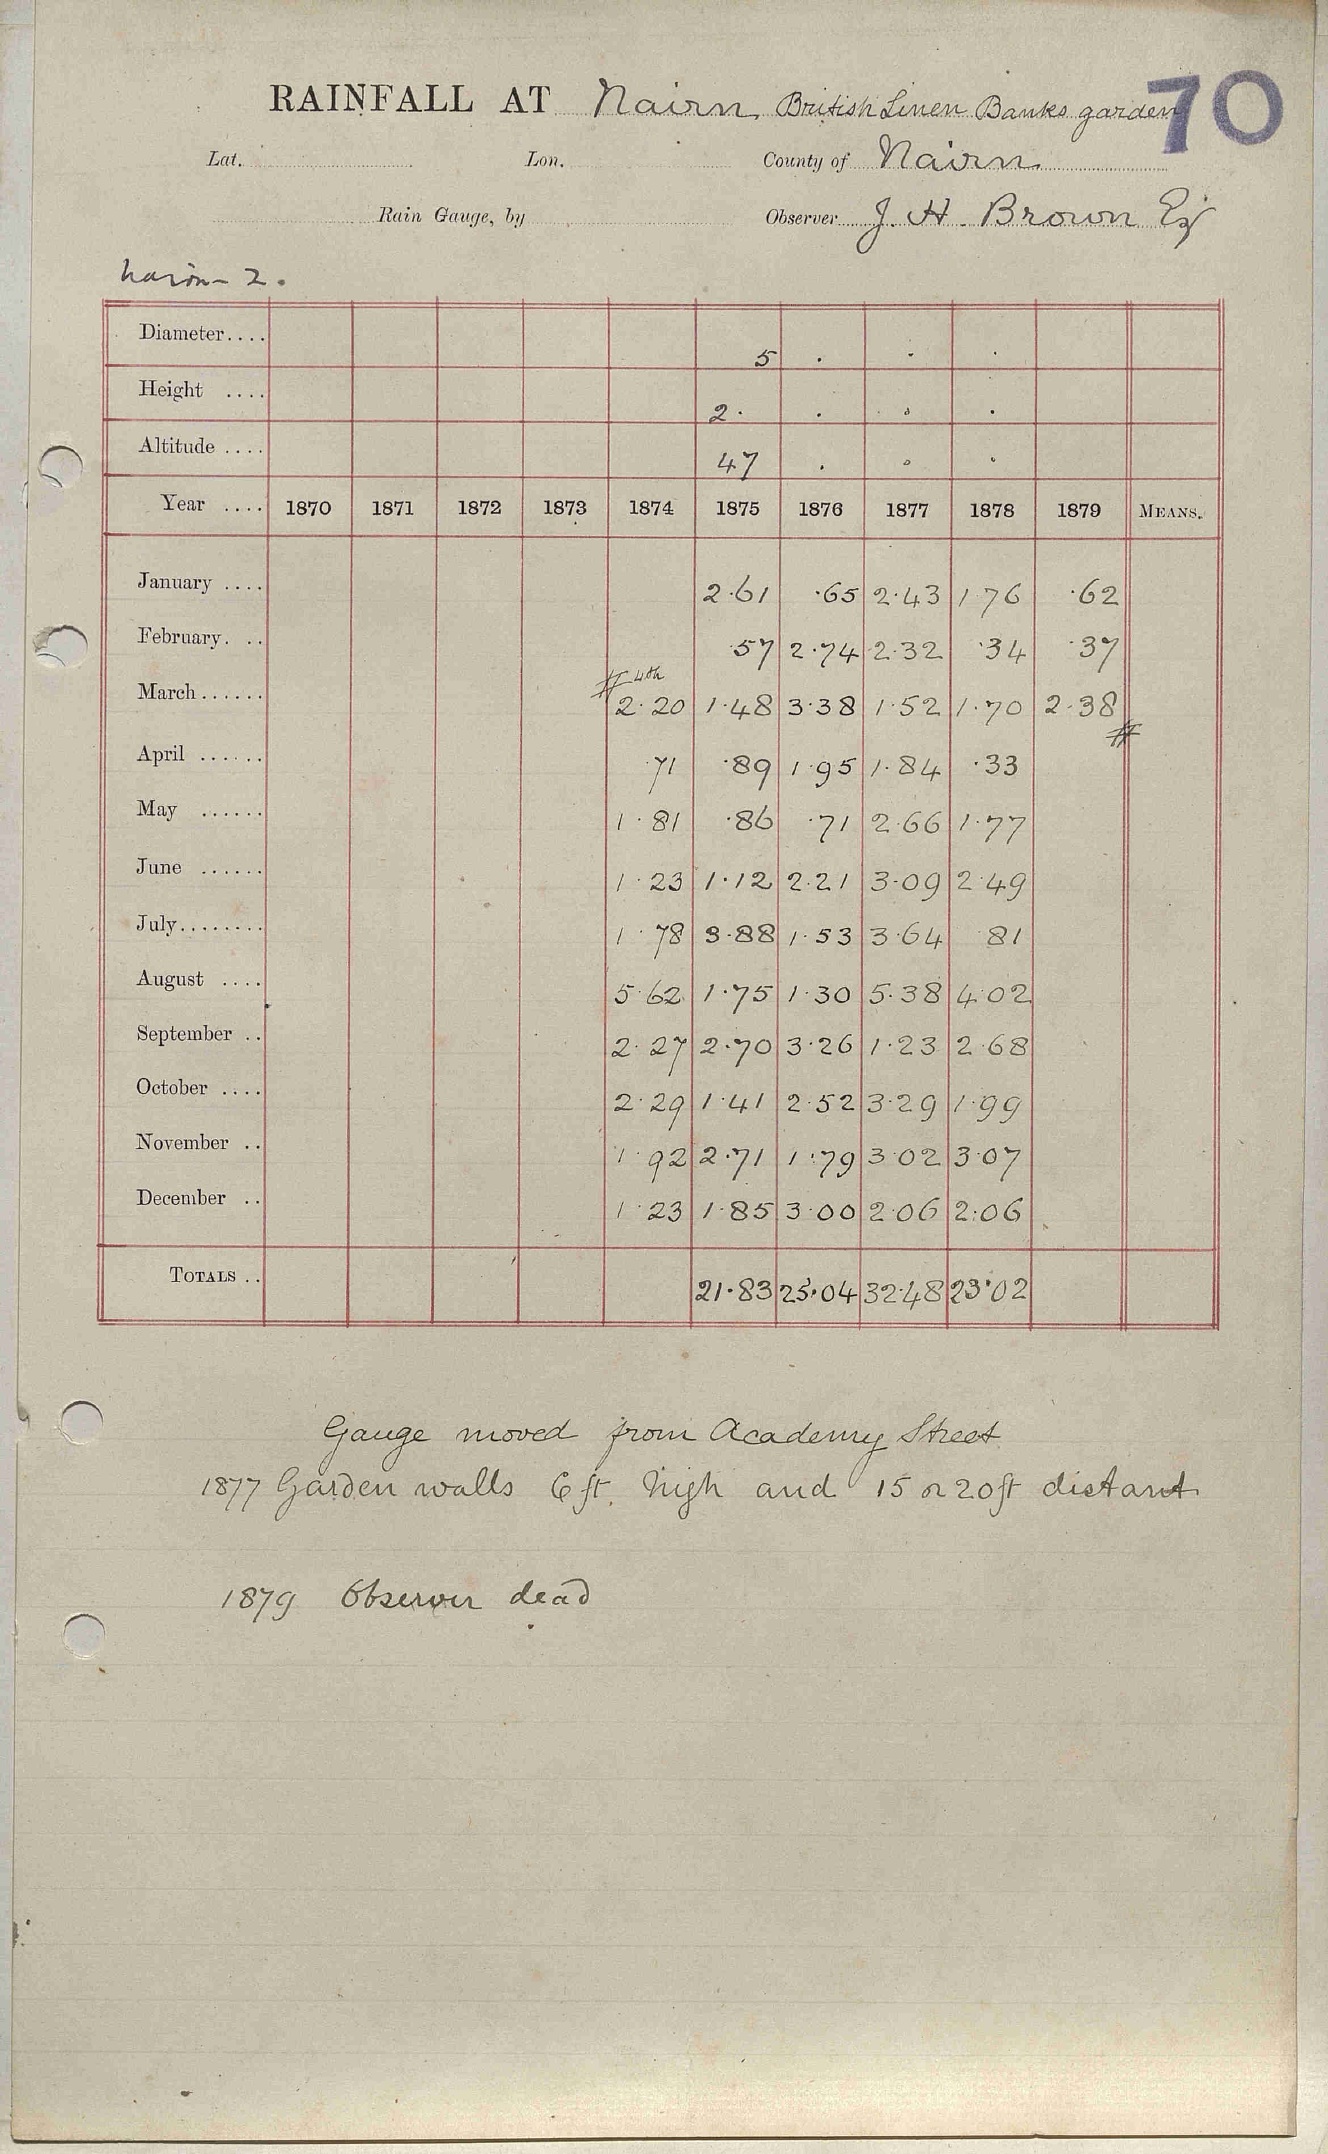 RAINFALL AT Nairn, British Linen Banks garden 70
Lat. Lon. County of Nairn
Rain Gauge, by Observer J. H. Brown Esq
Nairn - 2.
Diameter.... 5 . . .
Height .... 2. . . .
Altitude .... 47 . . .
Year .... 1870 1871 1872 1873 1874 1875 1876 1877 1878 1879 MEANS.
January .... 2.61 .65 2.43 1.76 .62
February. .. .57 2.74 2.32 .34 .37
# 4th
March...... 2.20 1.48 3.38 1.52 1.70 2.38
#
April ...... .71 .89 1.95 1.84 .33
May ...... 1.81 .86 .71 2.66 1.77
June ...... 1.23 1.12 2.21 3.09 2.49
July........ 1.78 3.88 1.53 3.64 .81
August .... 5.62 1.75 1.30 5.38 4.02
September .. 2.27 2.70 3.26 1.23 2.68
October .... 2.29 1.41 2.52 3.29 1.99
November .. 1.92 2.71 1.79 3.02 3.07
December .. 1.23 1.85 3.00 2.06 2.06
TOTALS .. 21.83 25.04 32.48 23.02
Gauge moved from Academy Street
1877 Garden walls 6 ft. high and 15 or 20 ft distant
1879 Observer dead